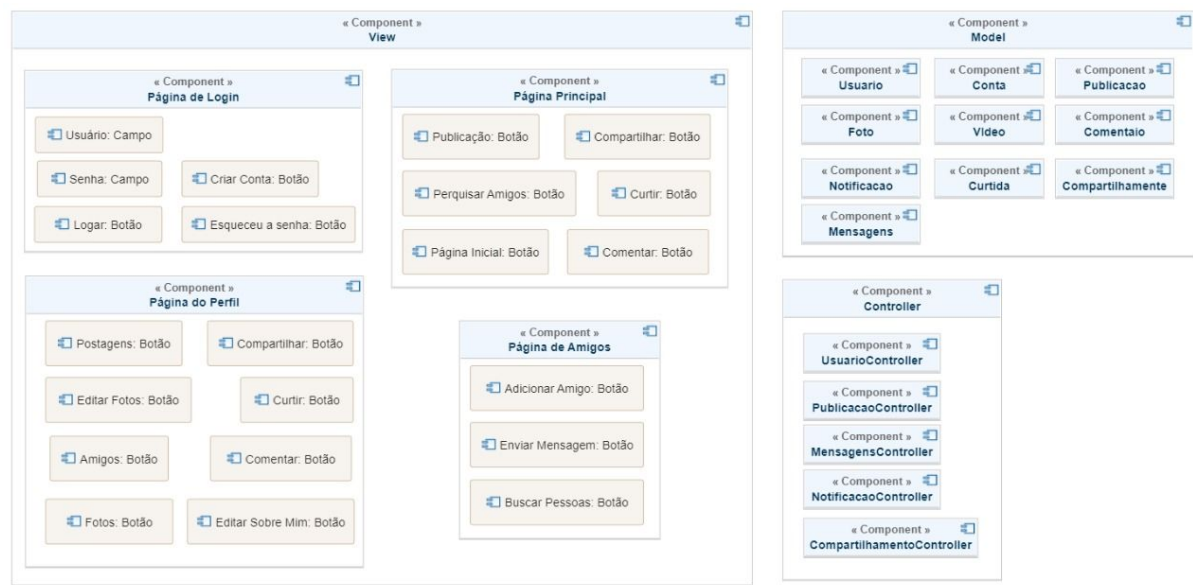 « Component »
View
« Component »
Página de Login
Usuário: Campo
Senha: Campo
Criar Conta: Botão
Logar: Botão
Esqueceu a senha: Botão
« Component »
Página Principal
Publicação: Botão
Compartilhar: Botão
Perquisar Amigos: Botão
Curtir: Botão
Página Inicial: Botão
Comentar: Botão
« Component »
Página do Perfil
Postagens: Botão
Compartilhar: Botão
Editar Fotos: Botão
Curtir: Botão
Amigos: Botão
Comentar: Botão
Fotos: Botão
Editar Sobre Mim: Botão
« Component »
Página de Amigos
Adicionar Amigo: Botão
Enviar Mensagem: Botão
Buscar Pessoas: Botão
« Component »
Model
« Component »
Usuario
« Component »
Conta
« Component »
Publicacao
« Component »
Foto
« Component »
Video
« Component »
Comentaio
« Component »
Notificacao
« Component »
Curtida
« Component »
Compartilhamente
« Component »
Mensagens
« Component »
Controller
« Component »
UsuarioController
« Component »
PublicacaoController
« Component »
MensagensController
« Component »
NotificacaoController
« Component »
CompartilhamentoController